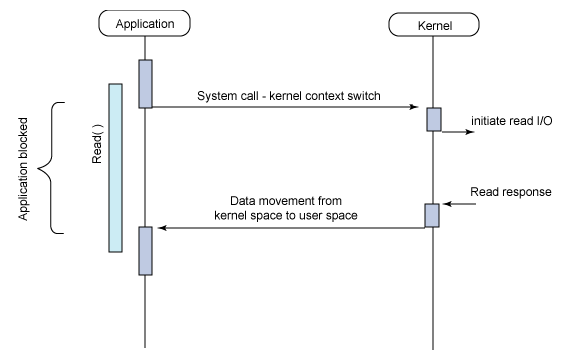 Application
Kernel
System call - kernel context switch
initiate read I/O
Application blocked
Read( )
Read response
Data movement from
kernel space to user space